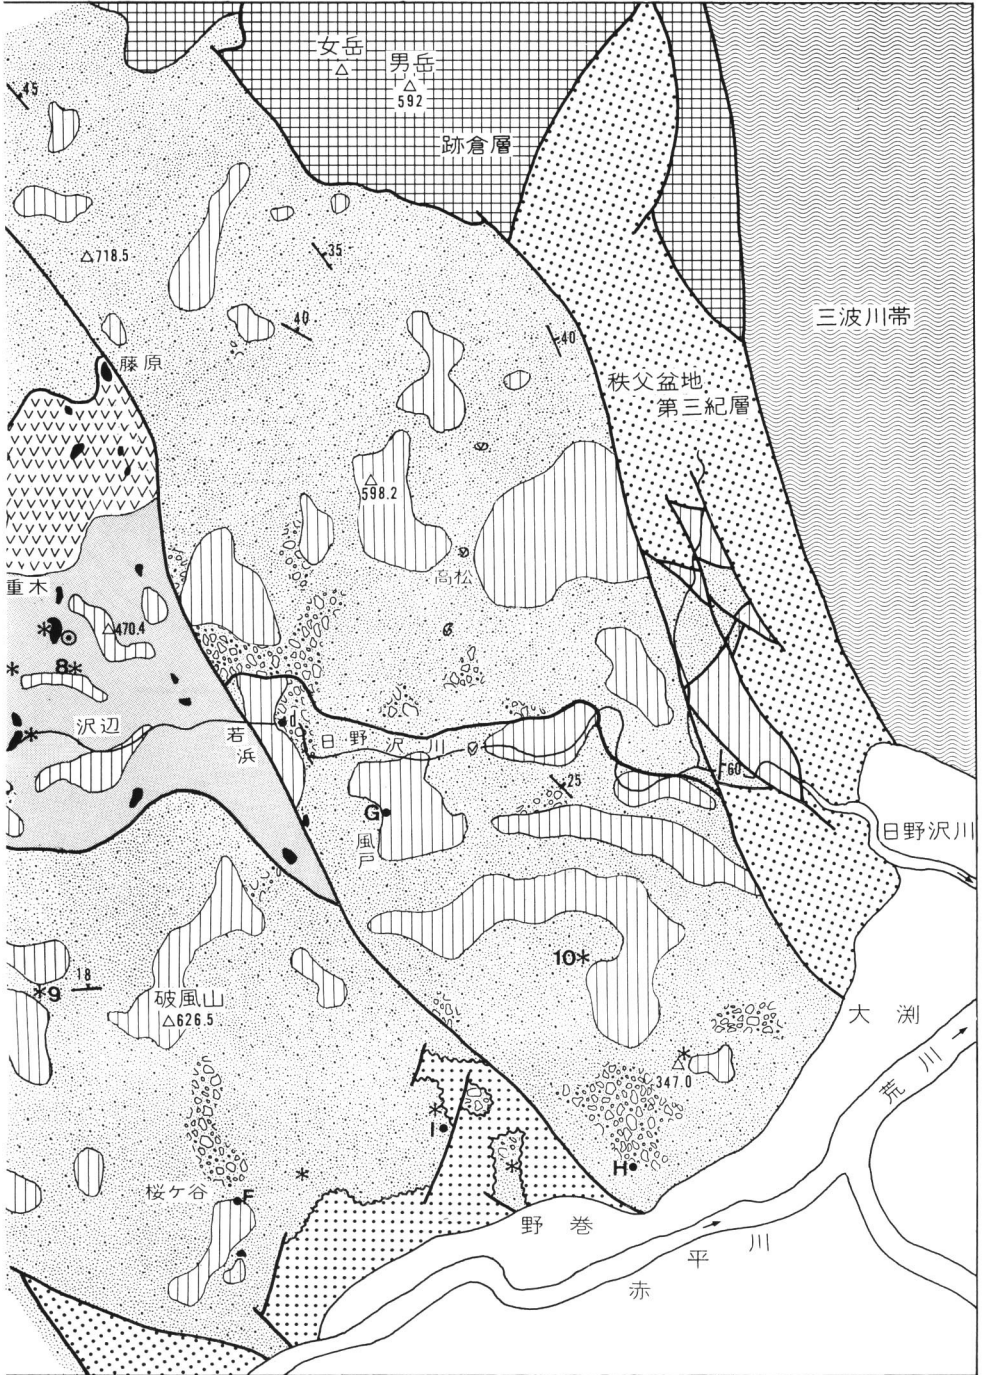 女岳
男岳
592
跡倉層
45
718.5
35
三波川帯
40
40
藤原
秩父盆地
第三紀層
598.2
高松
重木
470.4
8
沢辺
若浜
d
日野沢川
60
25
G
風戸
日野沢川
10
18
9
破風山
626.5
大渕
347.0
荒川
I
H
桜ケ谷
F
野巻
赤平川